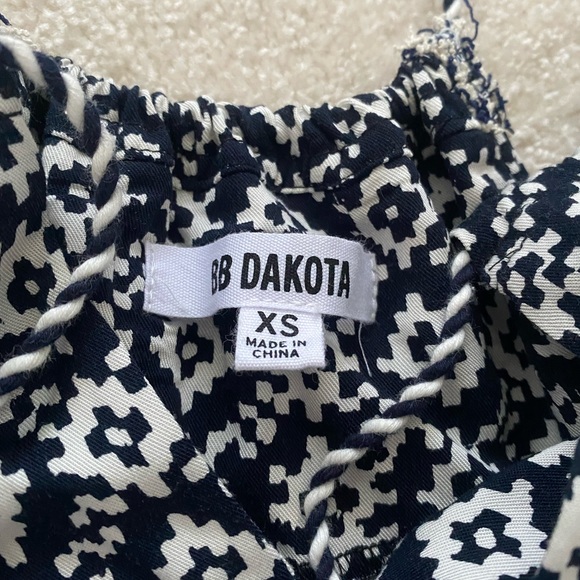 BB DAKOTA
XS
MADE IN
CHINA